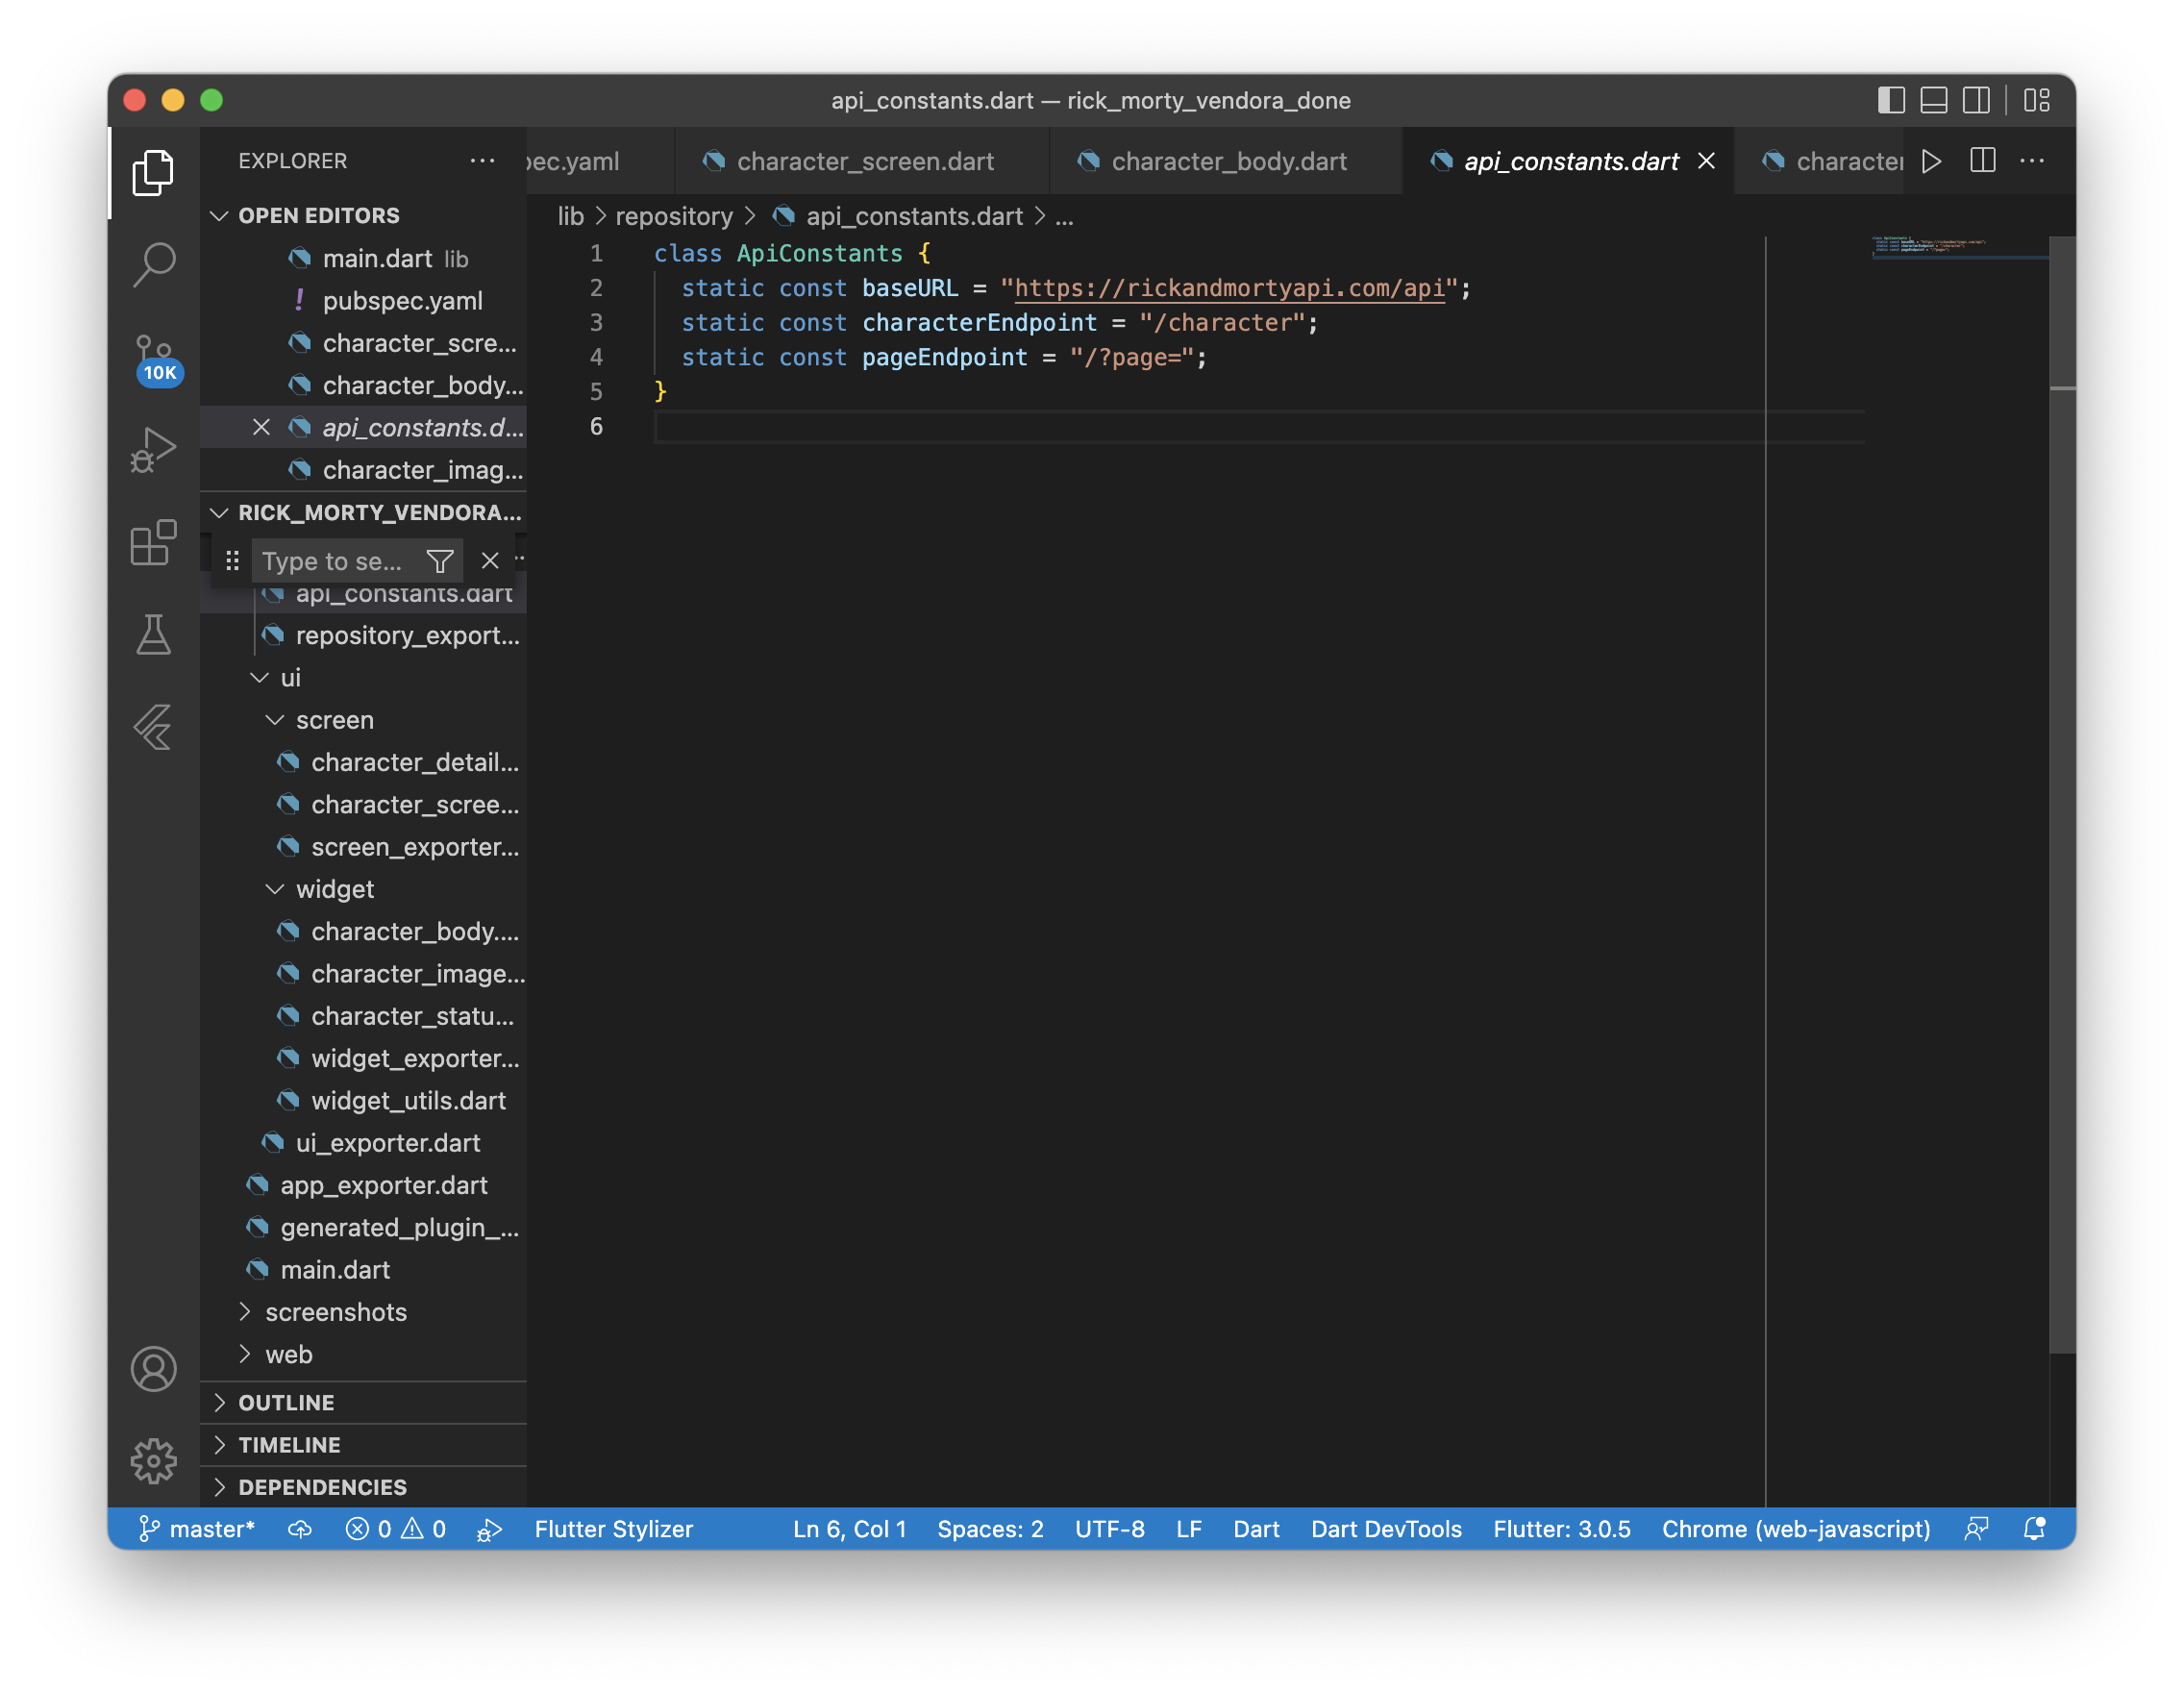 api_constants.dart — rick_morty_vendora_done
EXPLORER
pec.yaml
character_screen.dart
character_body.dart
api_constants.dart
character
lib > repository > api_constants.dart > ...
OPEN EDITORS
main.dart lib
! pubspec.yaml
character_scre...
character_body...
api_constants.d...
character_imag...
10K
RICK_MORTY_VENDORA...
Type to se...
api_constants.dart
repository_export...
ui
screen
character_detail...
character_scree...
screen_exporter...
widget
character_body....
character_image...
character_statu...
widget_exporter...
widget_utils.dart
ui_exporter.dart
app_exporter.dart
generated_plugin_...
main.dart
screenshots
web
OUTLINE
TIMELINE
DEPENDENCIES
1 class ApiConstants {
2 static const baseURL = "https://rickandmortyapi.com/api";
3 static const characterEndpoint = "/character";
4 static const pageEndpoint = "/?page=";
5 }
6
master* 0 0 Flutter Stylizer Ln 6, Col 1 Spaces: 2 UTF-8 LF Dart Dart DevTools Flutter: 3.0.5 Chrome (web-javascript)